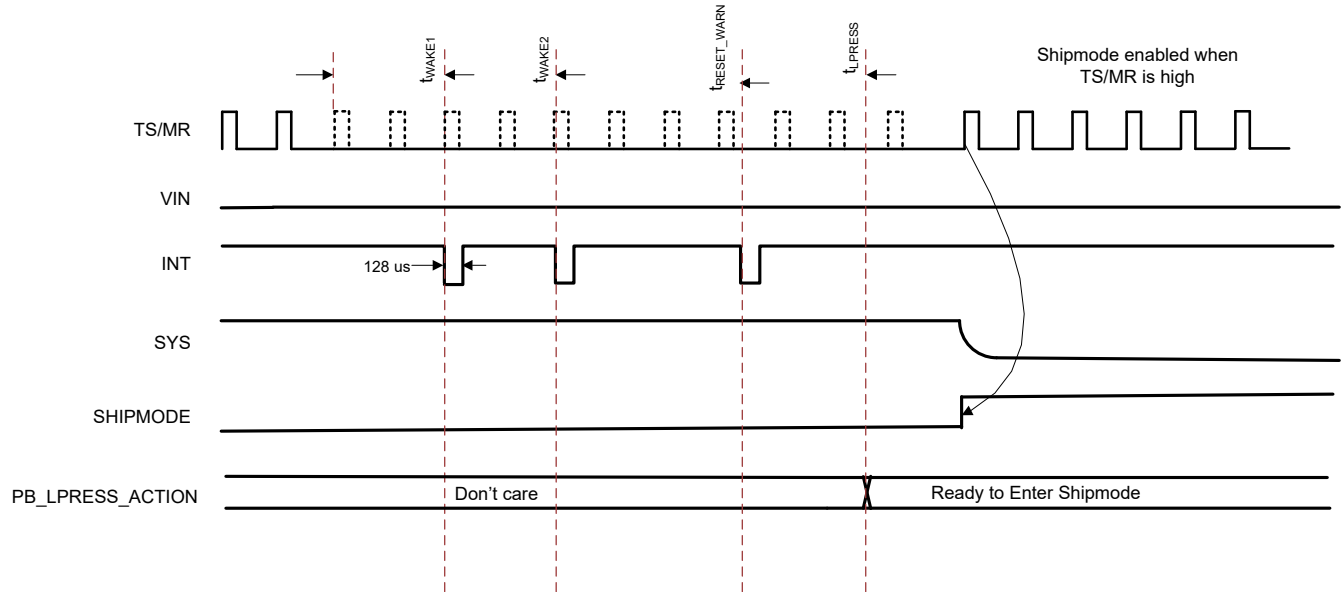 tWAKE1
tWAKE2
tRESET_WARN
tLPRESS
Shipmode enabled when
TS/MR is high
TS/MR
VIN
INT
128 us
SYS
SHIPMODE
PB_LPRESS_ACTION
Don't care
Ready to Enter Shipmode